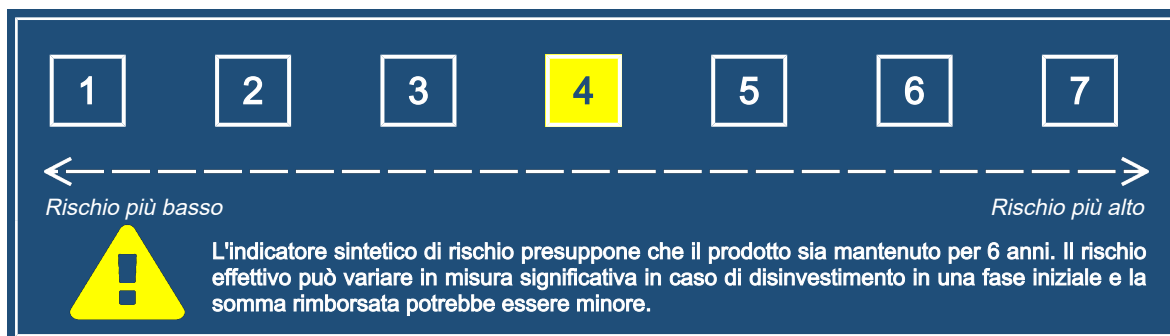 1 2 3 4 5 6 7
Rischio più basso Rischio più alto
L'indicatore sintetico di rischio presuppone che il prodotto sia mantenuto per 6 anni. Il rischio
effettivo può variare in misura significativa in caso di disinvestimento in una fase iniziale e la
somma rimborsata potrebbe essere minore.